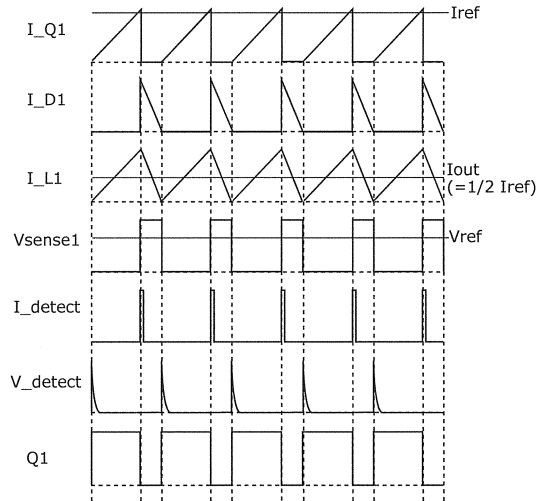 I_Q1
Iref
I_D1
I_L1
Iout
(=1/2 Iref)
Vsense1
Vref
I_detect
V_detect
Q1